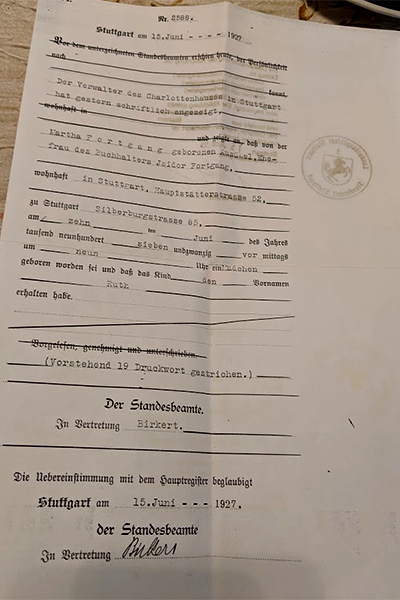 Nr. 2588.
Stuttgart am 15.Juni - - - - 1927
Vor dem unterzeichneten Standesbeamten erschien heute, der Persönlichkeit
nach kannt,
Der Verwalter des Charlottenhauses in Stuttgart
hat gestern schriftlich angezeigt,
wohnhaft in
und zeigte an, daß von der
Martha Fortgang geborenen Ehe-
frau des Buchhalters Jsidor Fortgang,
wohnhaft in Stuttgart, Hauptstätterstrasse 52,
zu Stuttgart Silberburgstrasse 85,
am zehn ten Juni des Jahres
tausend neunhundert sieben undzwanzig vor mittags
um neun Uhr ein Mädchen
geboren worden sei und daß das Kind den Vornamen
Ruth
erhalten habe.
Vorgelesen, genehmigt und unterschrieben.
(Vorstehend 19 Druckwort gestrichen.)
Der Standesbeamte.
In Vertretung Birkert.
Die Uebereinstimmung mit dem Hauptregister beglaubigt
Stuttgart am 15.Juni - - - 1927.
der Standesbeamte
In Vertretung Birkert